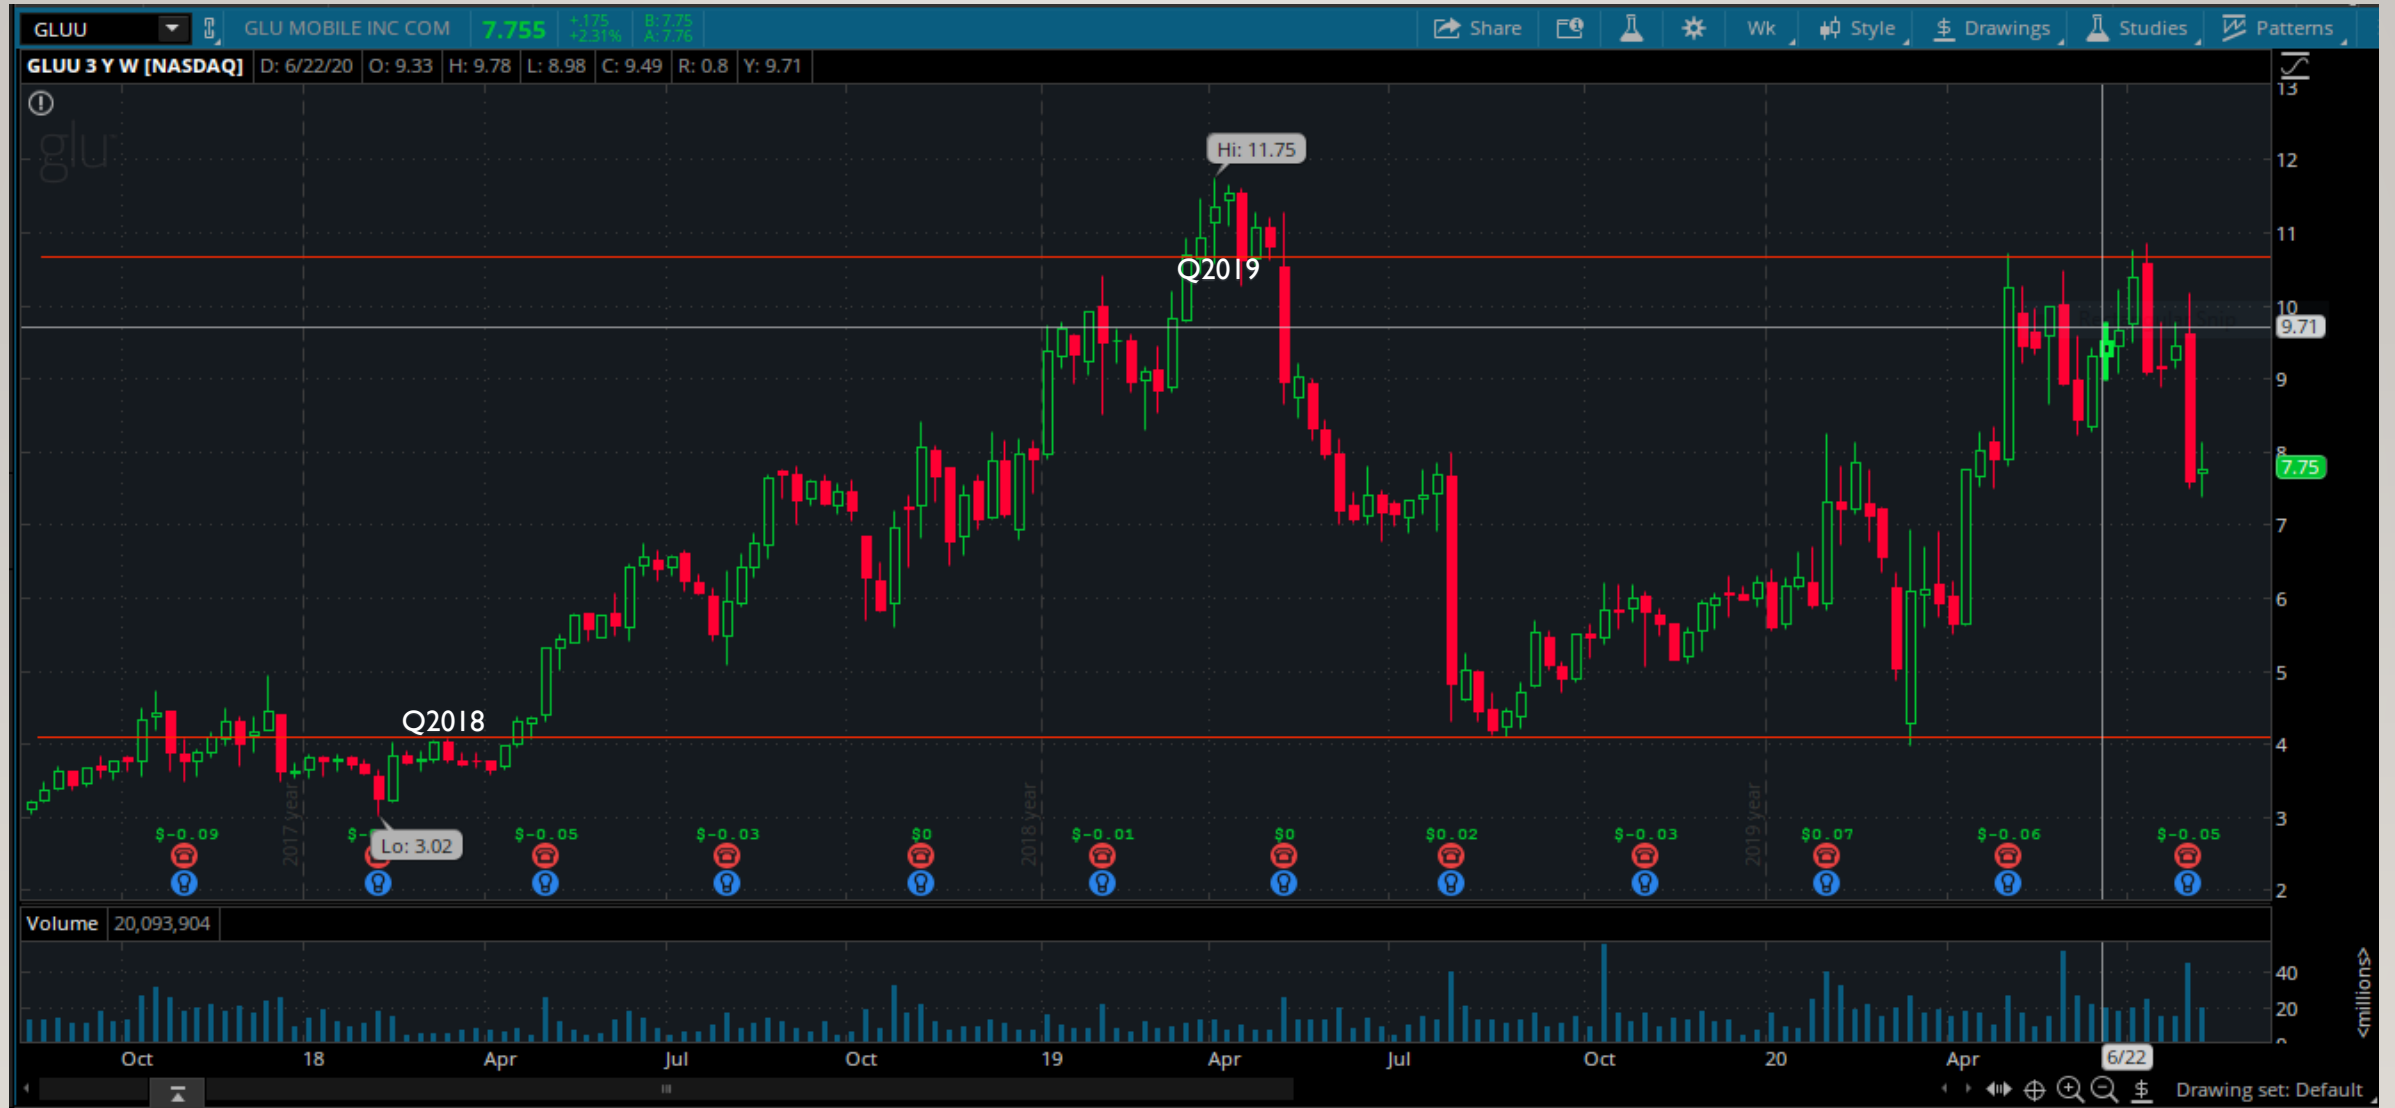 GLUU GLU MOBILE INC COM 7.755 +.175 B: 7.75 Share Wk Style $ Drawings Studies Patterns
+2.31% A: 7.76
GLUU 3 Y W [NASDAQ] D: 6/22/20 O: 9.33 H: 9.78 L: 8.98 C: 9.49 R: 0.8 Y: 9.71
glu
13
Hi: 11.75
12
11
Q2019
10
9.71
9
8
7.75
7
6
5
Q2018
4
2017 year
2018 year
2019 year
3
$-0.09 $-0.05 $-0.03 $0 $-0.01 $0 $0.02 $-0.03 $0.07 $-0.06 $-0.05
Lo: 3.02
2
Volume 20,093,904
40
20
<millions>
Oct 18 Apr Jul Oct 19 Apr Jul Oct 20 Apr 6/22
$ Drawing set: Default